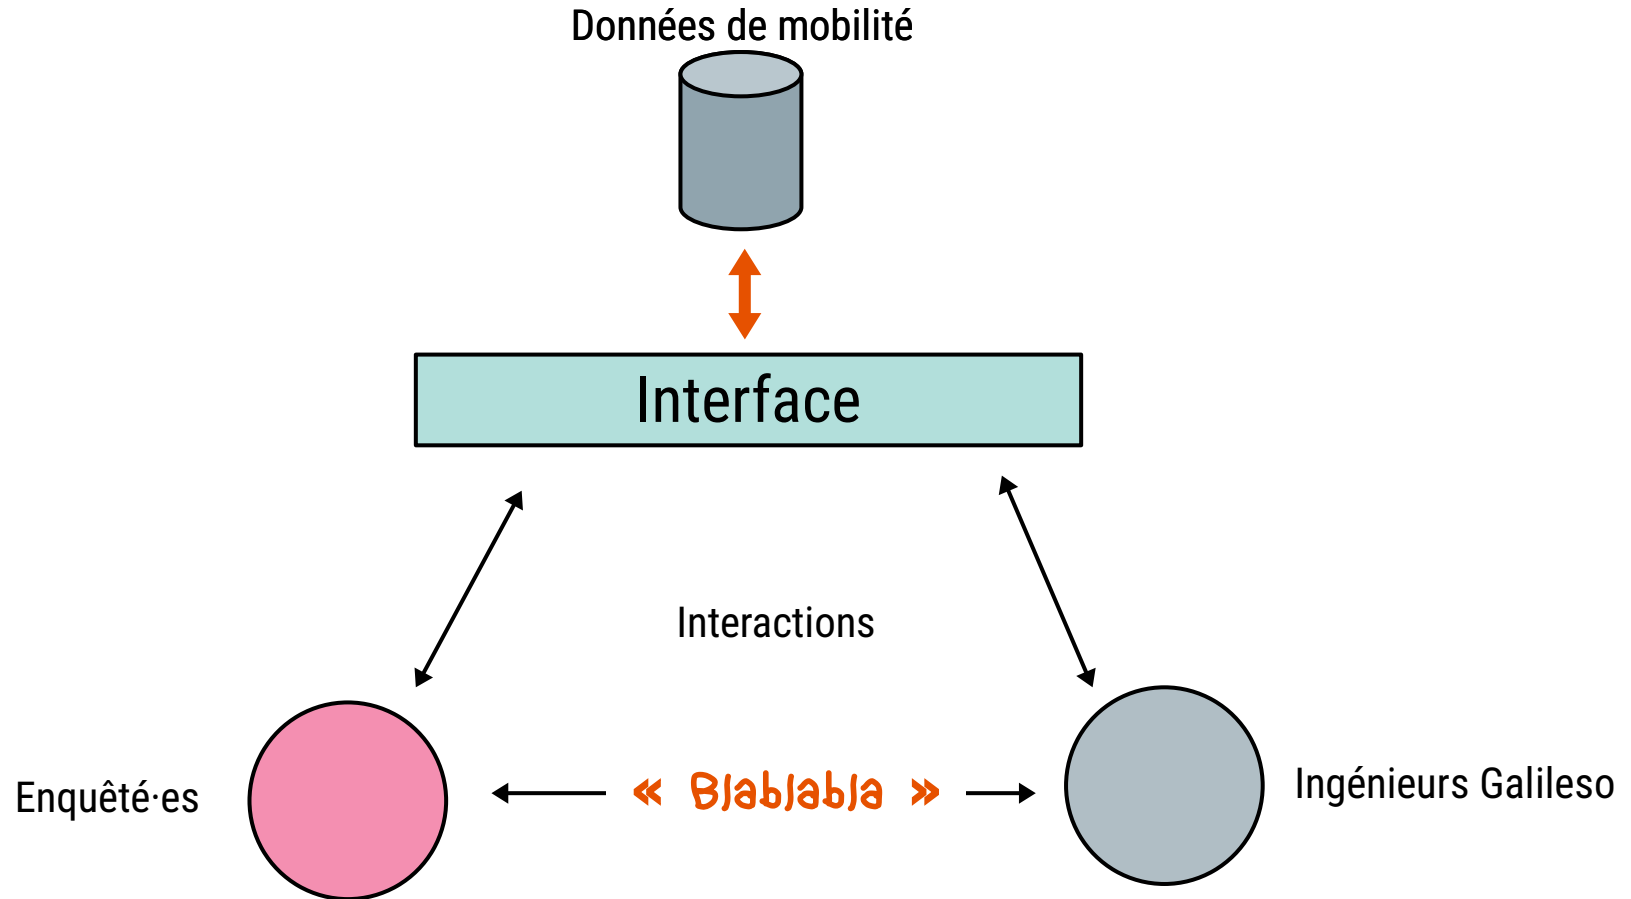 Données de mobilité
Interface
Interactions
Enquêté·es
« Blablabla »
Ingénieurs Galileso